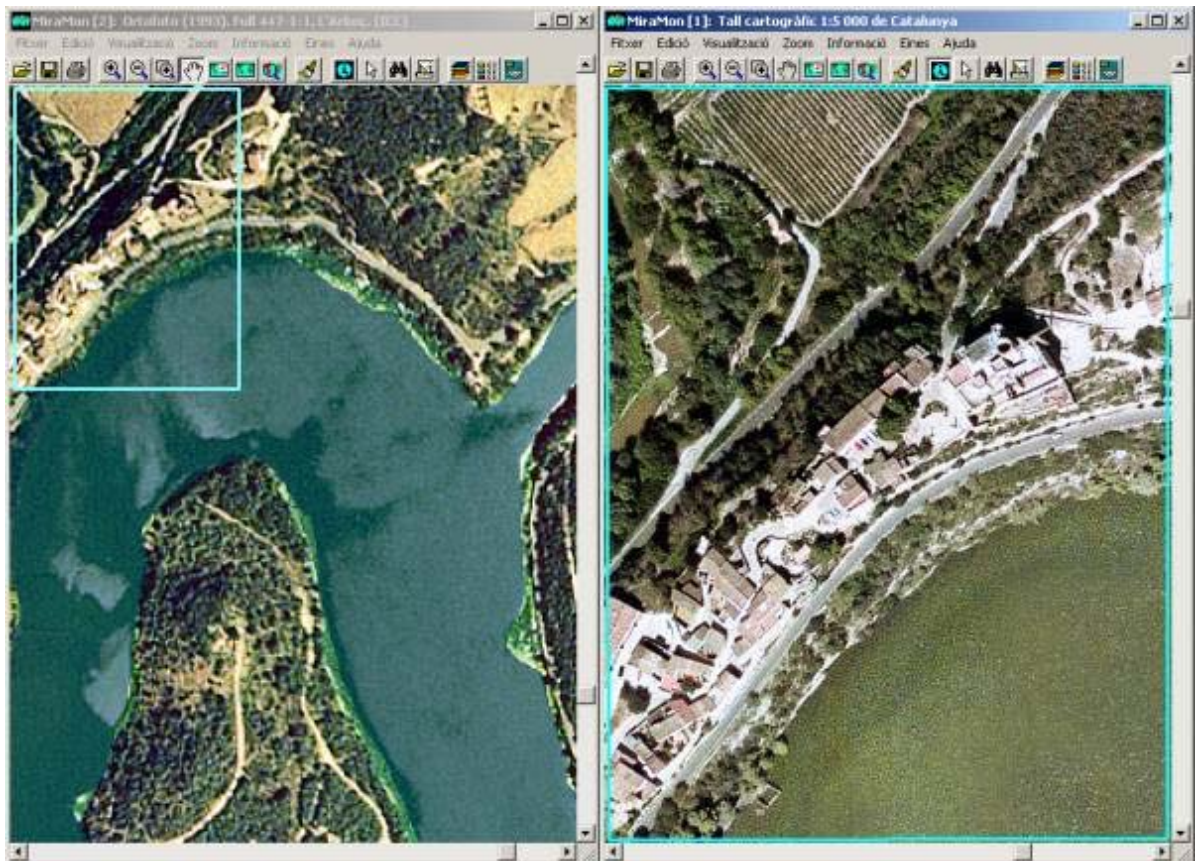 MiraMon [2]: Ortofoto (1993). Full 447-1-1. L'Arboç. (ICC)
Fitxer Edició Visualització Zoom Informació Eines Ajuda
MiraMon [1]: Tall cartogràfic 1:5 000 de Catalunya
Fitxer Edició Visualització Zoom Informació Eines Ajuda